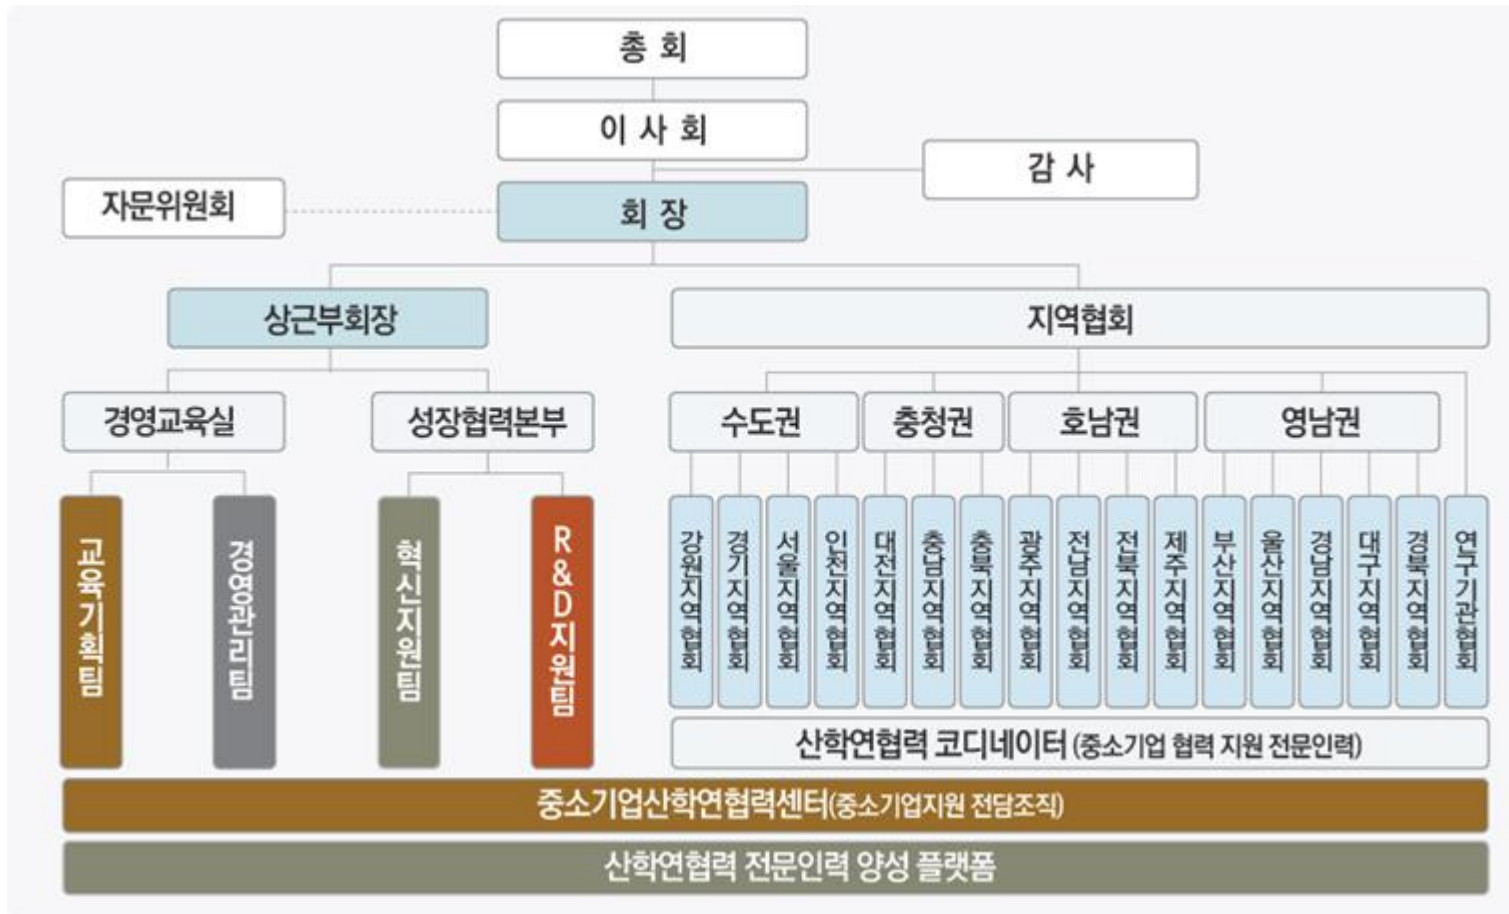 총 회
이 사 회
감 사
자문위원회
회 장
상근부회장
지역협회
경영교육실
성장협력본부
수도권
충청권
호남권
영남권
교육기획팀
경영관리팀
혁신지원팀
R&D지원팀
강원지역협회
경기지역협회
서울지역협회
인천지역협회
대전지역협회
충남지역협회
충북지역협회
광주지역협회
전남지역협회
전북지역협회
제주지역협회
부산지역협회
울산지역협회
경남지역협회
대구지역협회
경북지역협회
연구기관협회
산학연협력 코디네이터 (중소기업 협력 지원 전문인력)
중소기업산학연협력센터(중소기업지원 전담조직)
산학연협력 전문인력 양성 플랫폼